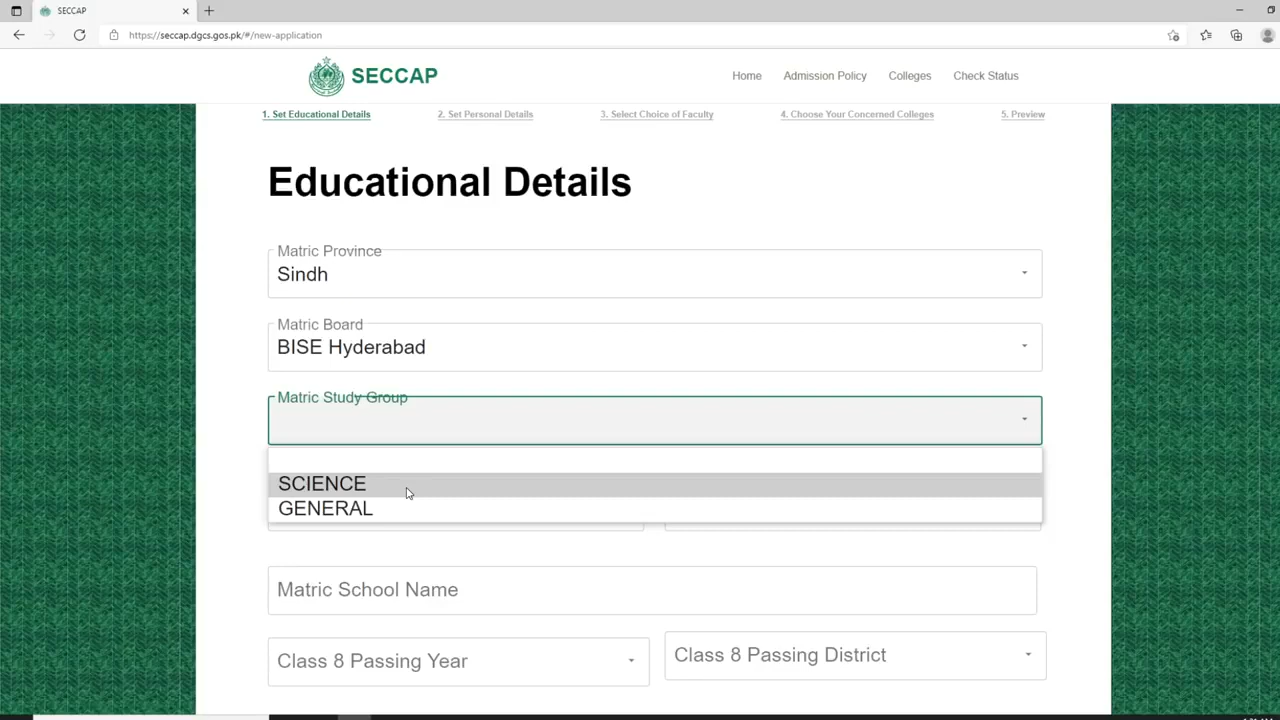 SECCAP
https://seccap.dgcs.gos.pk/#/new-application
SECCAP
Home Admission Policy Colleges Check Status
1. Set Educational Details 2. Set Personal Details 3. Select Choice of Faculty 4. Choose Your Concerned Colleges 5. Preview
Educational Details
Matric Province
Sindh
Matric Board
BISE Hyderabad
Matric Study Group
SCIENCE
GENERAL
Matric School Name
Class 8 Passing Year Class 8 Passing District